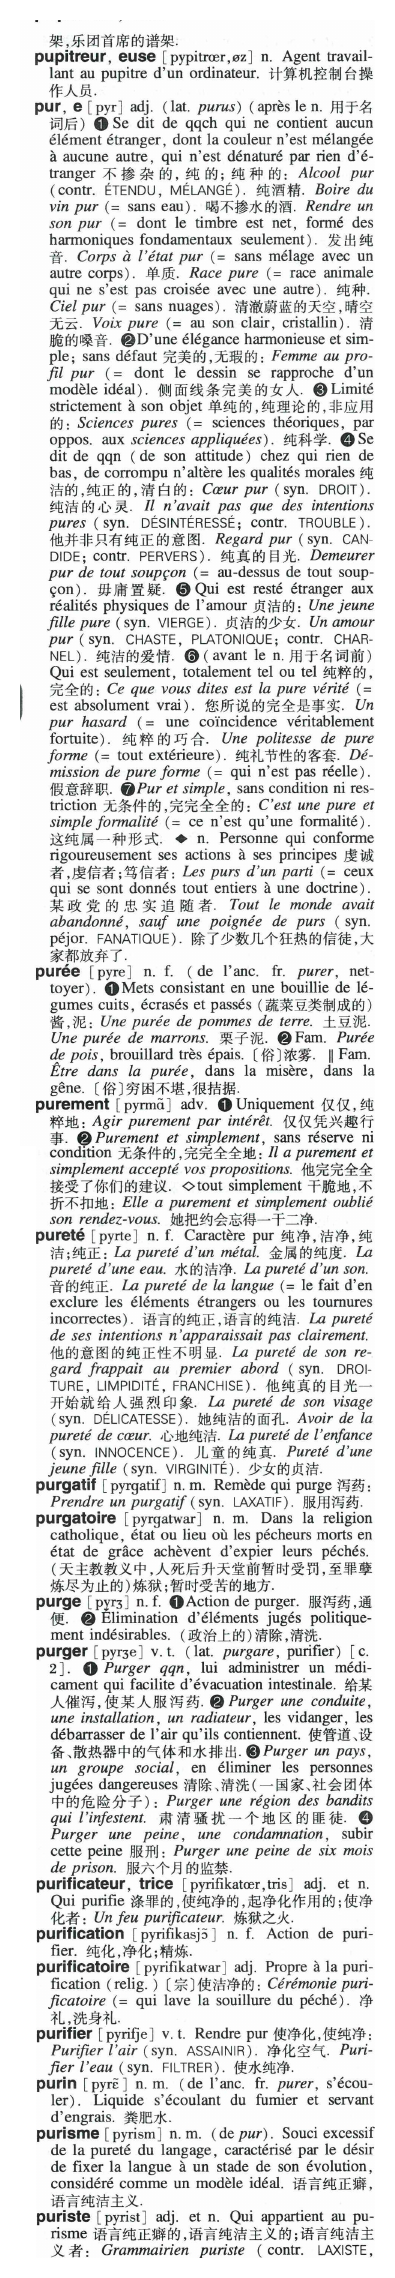 架,乐团首席的谱架.
pupitreur, euse [pypitrœr,øz] n. Agent travail-
lant au pupitre d'un ordinateur. 计算机控制台操
作人员.
pur, e [pyr] adj. (lat. purus) (après le n. 用于名
词后) ❶ Se dit de qqch qui ne contient aucun
élément étranger, dont la couleur n'est mélangée
à aucune autre, qui n'est dénaturé par rien d'é-
tranger 不掺杂的, 纯的; 纯种的: Alcool pur
(contr. ÉTENDU, MÉLANGÉ). 纯酒精. Boire du
vin pur (= sans eau). 喝不掺水的酒. Rendre un
son pur (= dont le timbre est net, formé des
harmoniques fondamentaux seulement). 发出纯
音. Corps à l'état pur (= sans mélage avec un
autre corps). 单质. Race pure (= race animale
qui ne s'est pas croisée avec une autre). 纯种.
Ciel pur (= sans nuages). 清澈蔚蓝的天空,晴空
无云. Voix pure (= au son clair, cristallin). 清
脆的嗓音. ❷D'une élégance harmonieuse et sim-
ple; sans défaut 完美的,无瑕的: Femme au pro-
fil pur (= dont le dessin se rapproche d'un
modèle idéal). 侧面线条完美的女人. ❸ Limité
strictement à son objet 单纯的,纯理论的,非应用
的: Sciences pures (= sciences théoriques, par
oppos. aux sciences appliquées). 纯科学. ❹ Se
dit de qqn (de son attitude) chez qui rien de
bas, de corrompu n'altère les qualités morales 纯
洁的,纯正的,清白的: Cœur pur (syn. DROIT).
纯洁的心灵. Il n'avait pas que des intentions
pures (syn. DÉSINTÉRESSÉ; contr. TROUBLE).
他并非只有纯正的意图. Regard pur (syn. CAN-
DIDE; contr. PERVERS). 纯真的目光. Demeurer
pur de tout soupçon (= au-dessus de tout soup-
çon). 毋庸置疑. ❺ Qui est resté étranger aux
réalités physiques de l'amour 贞洁的: Une jeune
fille pure (syn. VIERGE). 贞洁的少女. Un amour
pur (syn. CHASTE, PLATONIQUE; contr. CHAR-
NEL). 纯洁的爱情. ❻ (avant le n. 用于名词前)
Qui est seulement, totalement tel ou tel 纯粹的,
完全的: Ce que vous dites est la pure vérité (=
est absolument vrai). 您所说的完全是事实. Un
pur hasard (= une coïncidence véritablement
fortuite). 纯粹的巧合. Une politesse de pure
forme (= tout extérieure). 纯礼节性的客套. Dé-
mission de pure forme (= qui n'est pas réelle).
假意辞职. ❼Pur et simple, sans condition ni res-
triction 无条件的,完完全全的: C'est une pure et
simple formalité (= ce n'est qu'une formalité).
这纯属一种形式. ◆ n. Personne qui conforme
rigoureusement ses actions à ses principes 虔诚
者,虔信者;笃信者: Les purs d'un parti (= ceux
qui se sont donnés tout entiers à une doctrine).
某政党的忠实追随者. Tout le monde avait
abandonné, sauf une poignée de purs (syn.
péjor. FANATIQUE). 除了少数几个狂热的信徒,大
家都放弃了.
purée [pyre] n. f. (de l'anc. fr. purer, net-
toyer). ❶Mets consistant en une bouillie de lé-
gumes cuits, écrasés et passés (蔬菜豆类制成的)
酱,泥: Une purée de pommes de terre. 土豆泥.
Une purée de marrons. 栗子泥. ❷ Fam. Purée
de pois, brouillard très épais. 〔俗〕浓雾. ‖ Fam.
Être dans la purée, dans la misère, dans la
gêne. 〔俗〕穷困不堪,很拮据.
purement [pyrmɑ̃] adv. ❶ Uniquement 仅仅,纯
粹地: Agir purement par intérêt. 仅仅凭兴趣行
事. ❷ Purement et simplement, sans réserve ni
condition 无条件的,完完全全地: Il a purement et
simplement accepté vos propositions. 他完完全全
接受了你们的建议. ◇tout simplement 干脆地,不
折不扣地: Elle a purement et simplement oublié
son rendez-vous. 她把约会忘得一干二净.
pureté [pyrte] n. f. Caractère pur 纯净,洁净,纯
洁;纯正: La pureté d'un métal. 金属的纯度. La
pureté d'une eau. 水的洁净. La pureté d'un son.
音的纯正. La pureté de la langue (= le fait d'en
exclure les éléments étrangers ou les tournures
incorrectes). 语言的纯正,语言的纯洁. La pureté
de ses intentions n'apparaissait pas clairement.
他的意图的纯正性不明显. La pureté de son re-
gard frappait au premier abord (syn. DROI-
TURE, LIMPIDITÉ, FRANCHISE). 他纯真的目光一
开始就给人强烈印象. La pureté de son visage
(syn. DÉLICATESSE). 她纯洁的面孔. Avoir de la
pureté de cœur. 心地纯洁. La pureté de l'enfance
(syn. INNOCENCE). 儿童的纯真. Pureté d'une
jeune fille (syn. VIRGINITÉ). 少女的贞洁.
purgatif [pyrgatif] n. m. Remède qui purge 泻药:
Prendre un purgatif (syn. LAXATIF). 服用泻药.
purgatoire [pyrgatwar] n. m. Dans la religion
catholique, état ou lieu où les pécheurs morts en
état de grâce achèvent d'expier leurs péchés.
(天主教教义中,人死后升天堂前暂时受罚,至罪孽
炼尽为止的)炼狱;暂时受苦的地方.
purge [pyrʒ] n. f. ❶Action de purger. 服泻药,通
便. ❷ Élimination d'éléments jugés politique-
ment indésirables. (政治上的)清除,清洗.
purger [pyrʒe] v. t. (lat. purgare, purifier) [c.
2]. ❶ Purger qqn, lui administrer un médi-
cament qui facilite d'évacuation intestinale. 给某
人催泻,使某人服泻药. ❷ Purger une conduite,
une installation, un radiateur, les vidanger, les
débarrasser de l'air qu'ils contiennent. 使管道、设
备、散热器中的气体和水排出. ❸ Purger un pays,
un groupe social, en éliminer les personnes
jugées dangereuses 清除、清洗(一国家、社会团体
中的危险分子): Purger une région des bandits
qui l'infestent. 肃清骚扰一个地区的匪徒. ❹
Purger une peine, une condamnation, subir
cette peine 服刑: Purger une peine de six mois
de prison. 服六个月的监禁.
purificateur, trice [pyrifikatœr,tris] adj. et n.
Qui purifie 涤罪的,使纯净的,起净化作用的;使净
化者: Un feu purificateur. 炼狱之火.
purification [pyrifikasjɔ̃] n. f. Action de puri-
fier. 纯化,净化;精炼.
purificatoire [pyrifikatwar] adj. Propre à la puri-
fication (relig.)〔宗〕使洁净的: Cérémonie puri-
ficatoire (= qui lave la souillure du péché). 净
礼,洗身礼.
purifier [pyrifje] v. t. Rendre pur 使净化,使纯净:
Purifier l'air (syn. ASSAINIR). 净化空气. Puri-
fier l'eau (syn. FILTRER). 使水纯净.
purin [pyrɛ̃] n. m. (de l'anc. fr. purer, s'écou-
ler). Liquide s'écoulant du fumier et servant
d'engrais. 粪肥水.
purisme [pyrism] n. m. (de pur). Souci excessif
de la pureté du langage, caractérisé par le désir
de fixer la langue à un stade de son évolution,
considéré comme un modèle idéal. 语言纯正癖,
语言纯洁主义.
puriste [pyrist] adj. et n. Qui appartient au pu-
risme 语言纯正癖的,语言纯洁主义的;语言纯洁主
义者: Grammairien puriste (contr. LAXISTE,